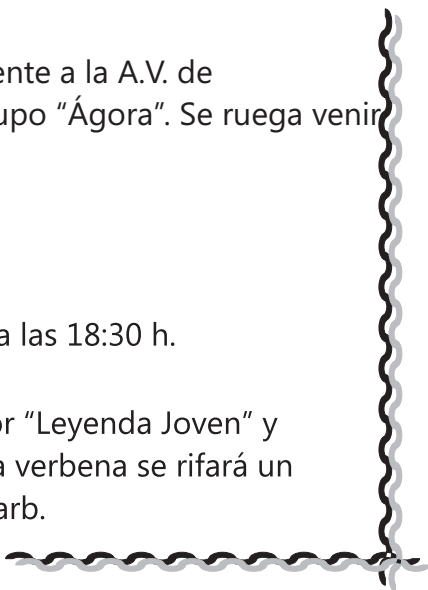 ente a la A.V. de
upo “Ágora”. Se ruega venir
a las 18:30 h.
or “Leyenda Joven” y
a verbena se rifará un
arb.